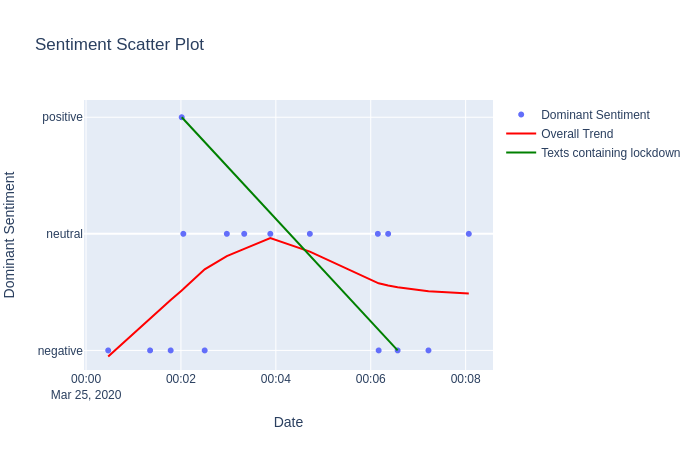 Sentiment Scatter Plot
Dominant Sentiment
positive
neutral
negative
00:00
Mar 25, 2020
00:02
00:04
00:06
00:08
Date
Dominant Sentiment
Overall Trend
Texts containing lockdown